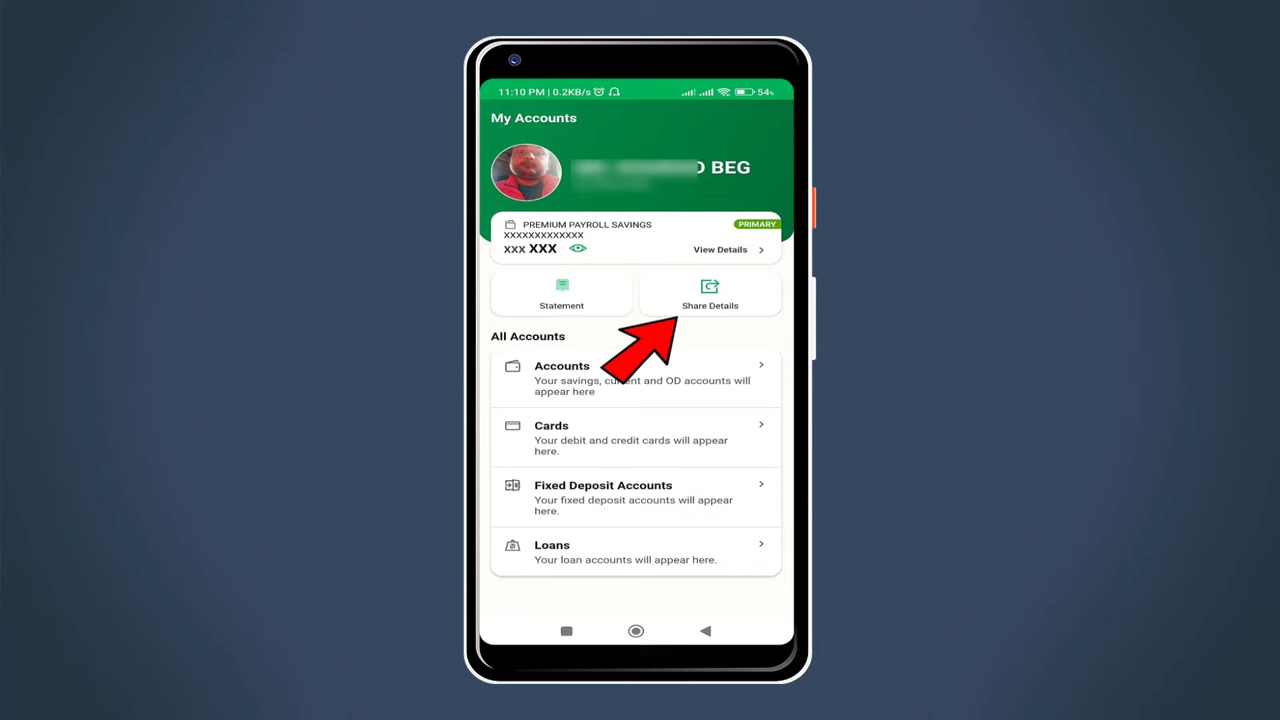 11:10 PM | 0.2KB/s 54%
My Accounts
BEG
PREMIUM PAYROLL SAVINGS PRIMARY
XXXXXXXXXXXXX
XXX XXX View Details
Statement Share Details
All Accounts
Accounts
Your savings, current and OD accounts will
appear here
Cards
Your debit and credit cards will appear
here.
Fixed Deposit Accounts
Your fixed deposit accounts will appear
here.
Loans
Your loan accounts will appear here.